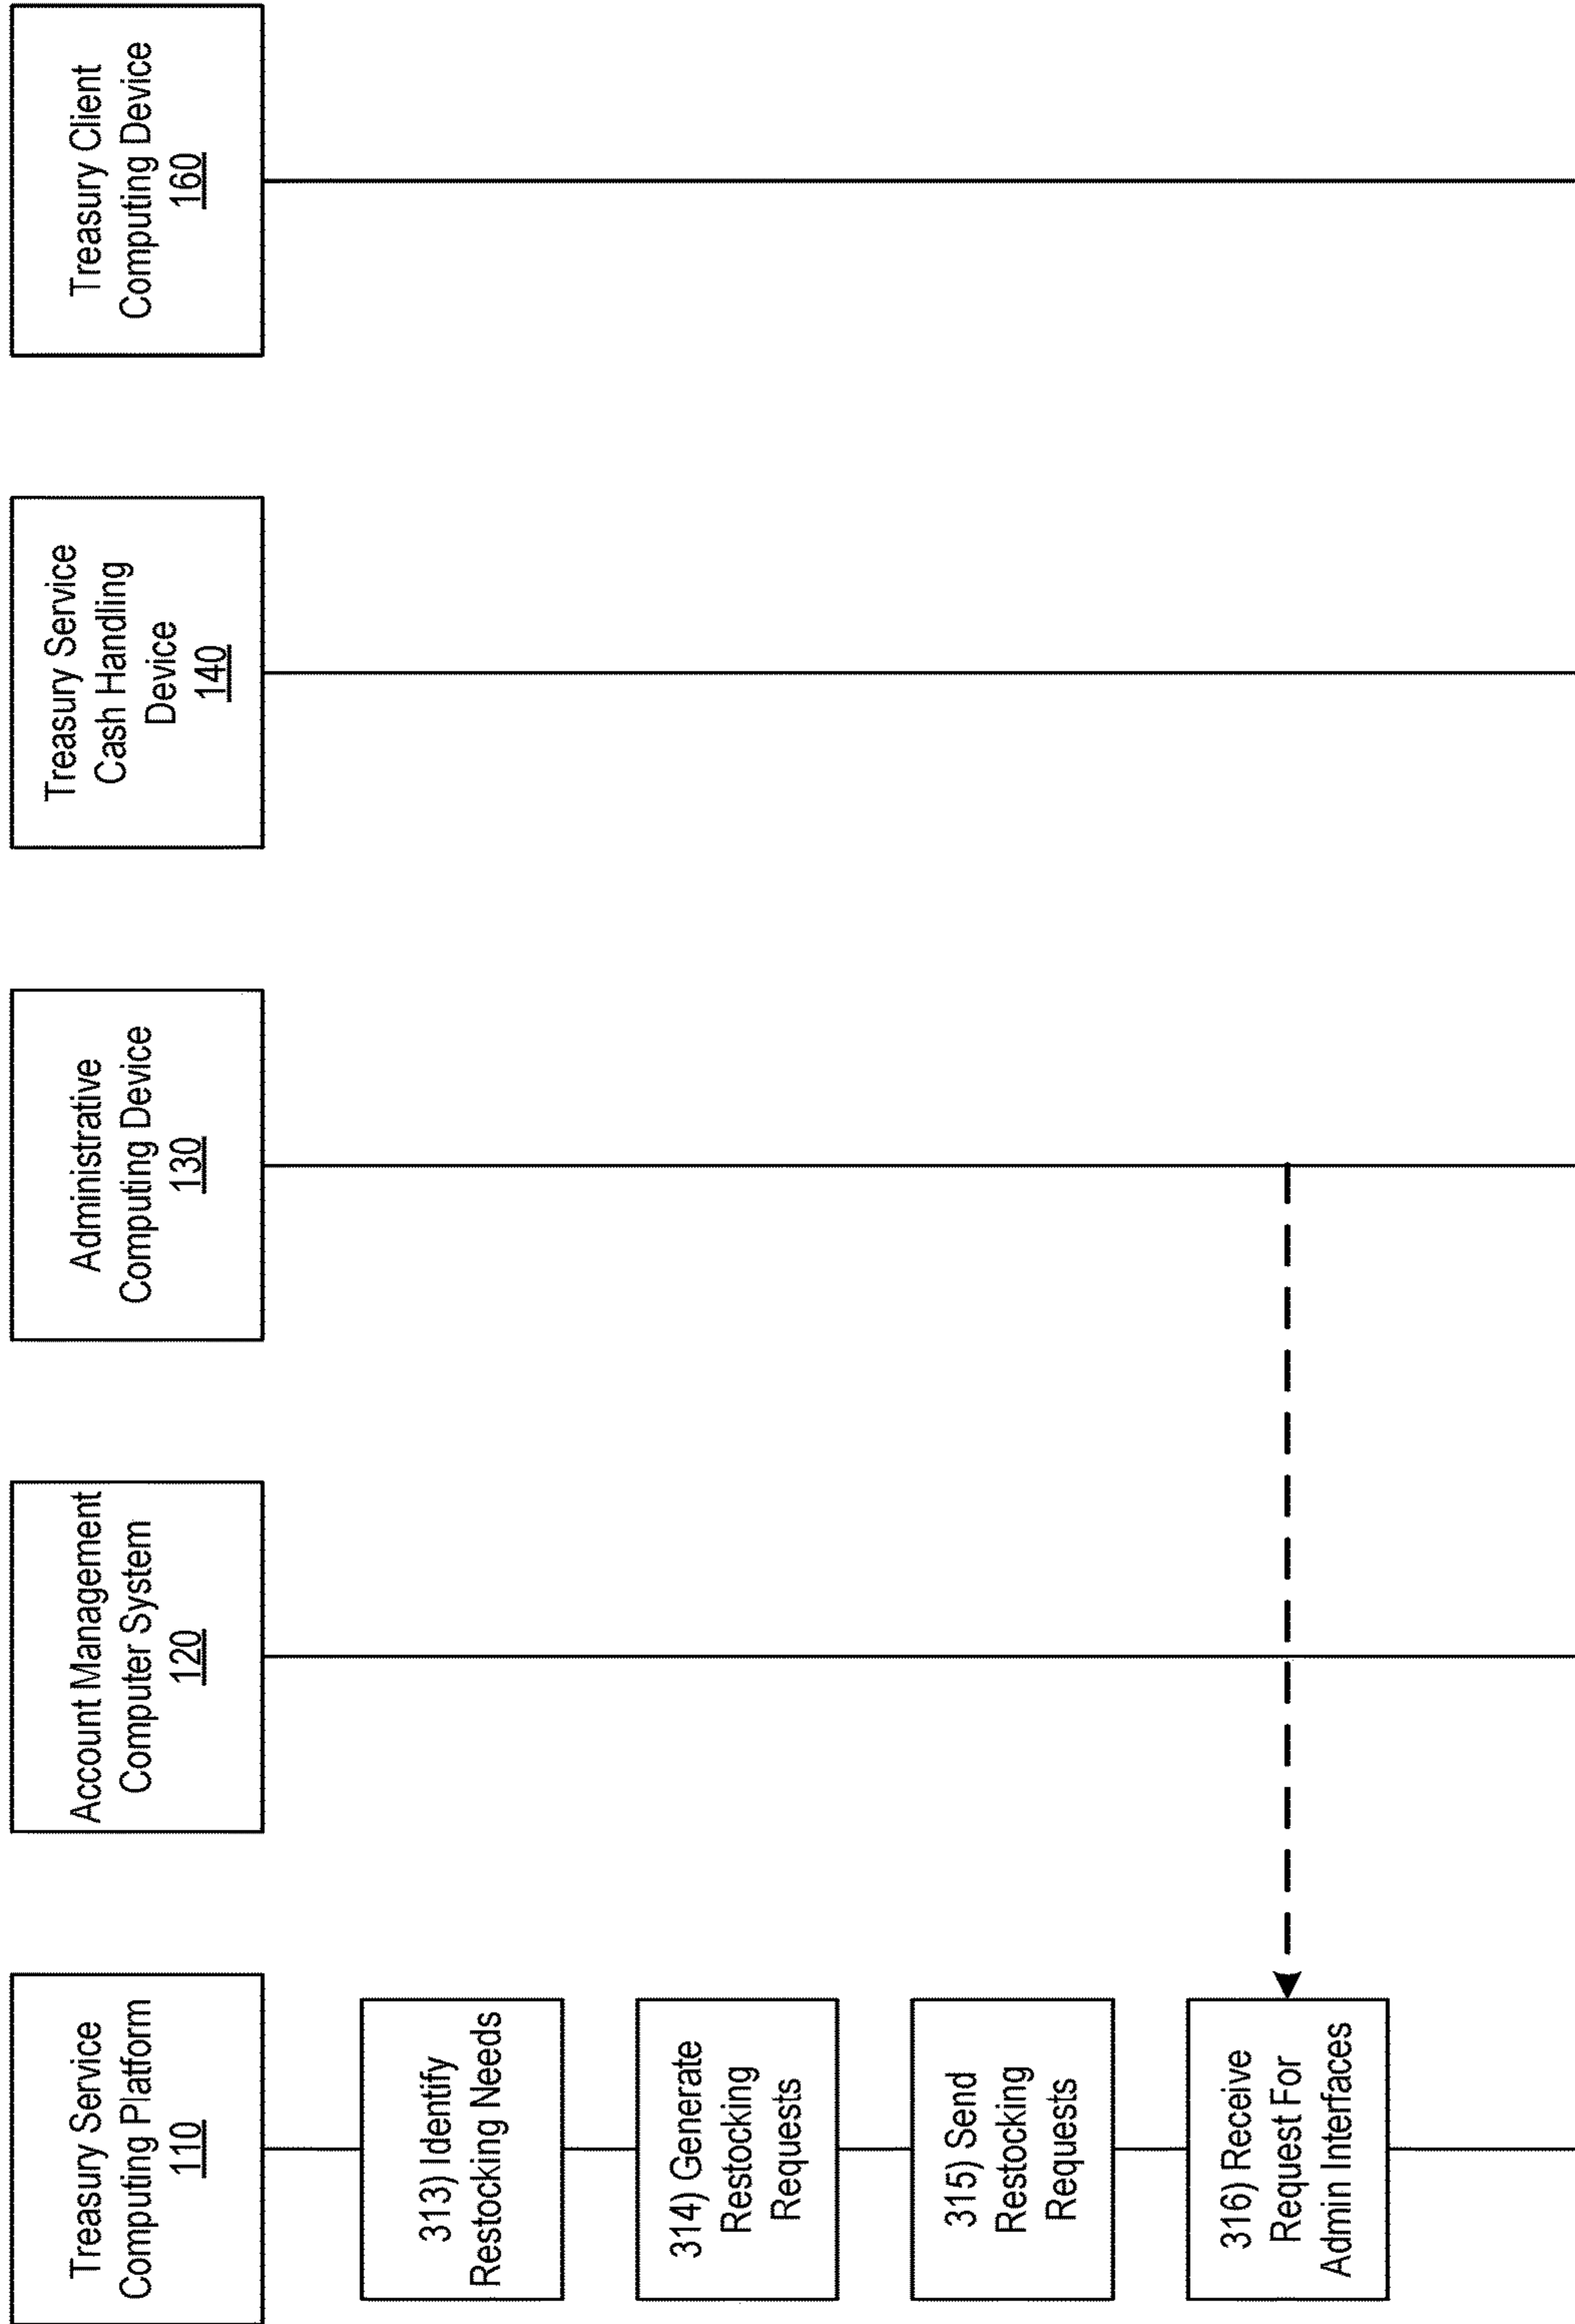 Treasury Service
Computing Platform
110
Account Management
Computer System
120
Administrative
Computing Device
130
Treasury Service
Cash Handling
Device
140
Treasury Client
Computing Device
160
313) Identify
Restocking Needs
314) Generate
Restocking
Requests
315) Send
Restocking
Requests
316) Receive
Request For
Admin Interfaces